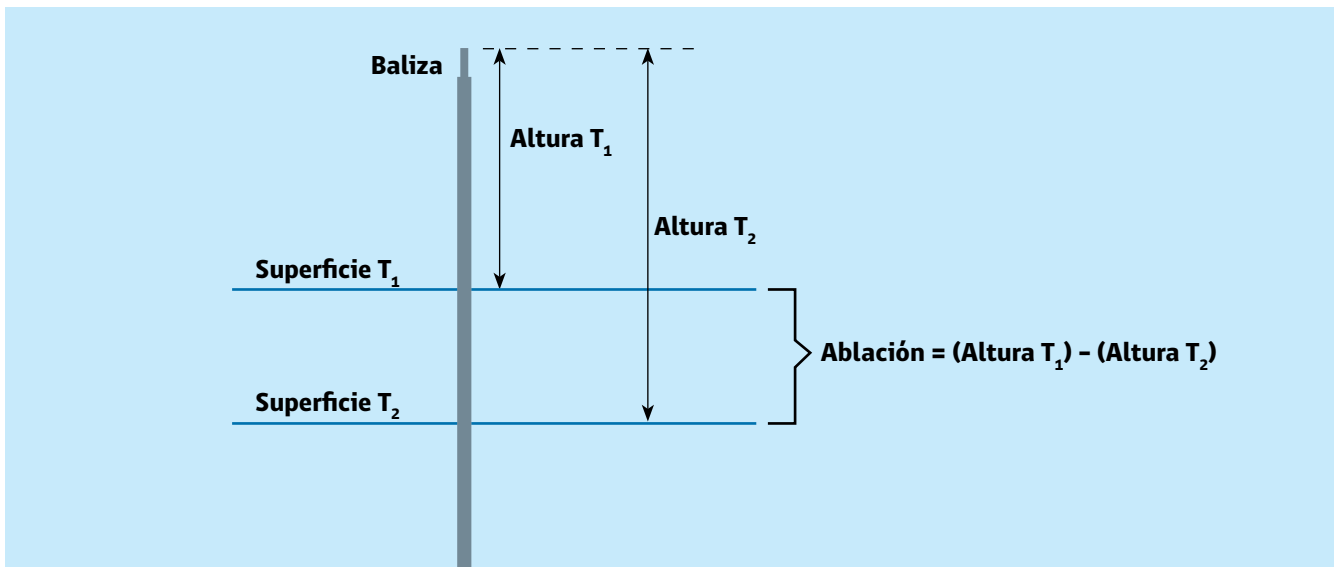 Baliza
Altura T₁
Altura T₂
Superficie T₁
Ablación = (Altura T₁) – (Altura T₂)
Superficie T₂